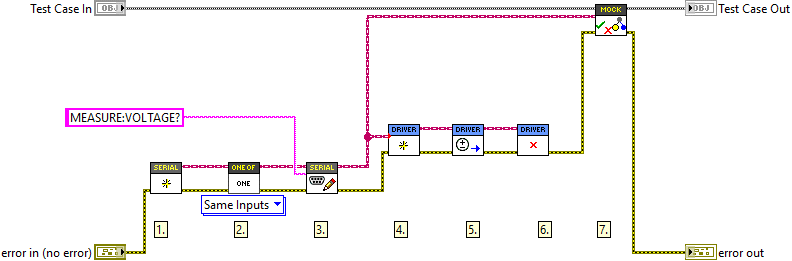 Test Case In
OBJ
MOCK
OBJ
Test Case Out
MEASURE:VOLTAGE?
DRIVER
DRIVER
DRIVER
SERIAL
ONE OF
ONE
SERIAL
Same Inputs
1.
2.
3.
4.
5.
6.
7.
error in (no error)
error out